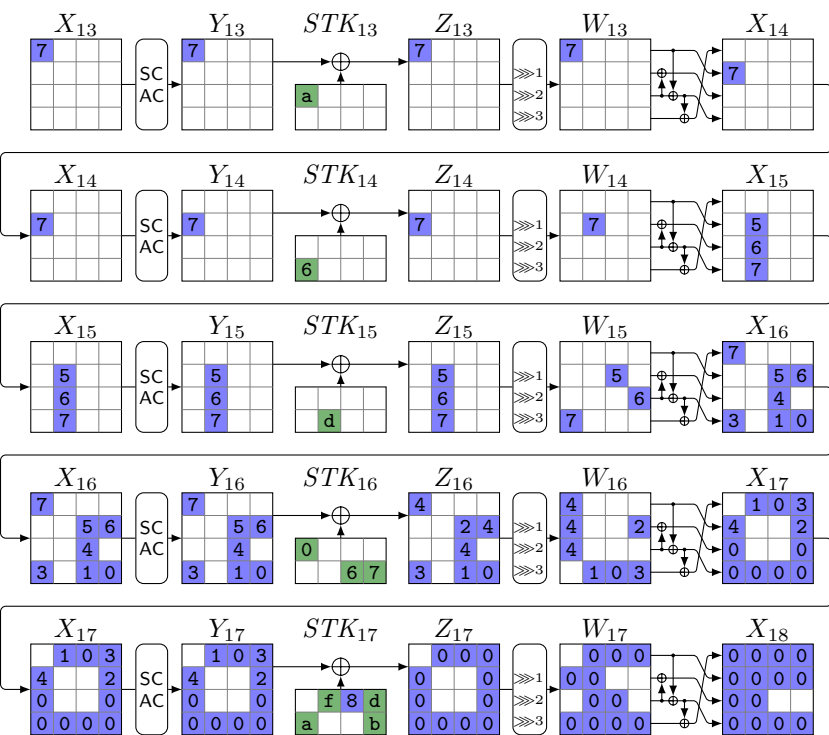 X₁₃ Y₁₃ STK₁₃ Z₁₃ W₁₃ X₁₄
7 7 7 7
SC ⋙1 7
AC a ⋙2
⋙3
X₁₄ Y₁₄ STK₁₄ Z₁₄ W₁₄ X₁₅
7 SC 7 7 ⋙1 7 5
AC ⋙2 6
6 ⋙3 7
X₁₅ Y₁₅ STK₁₅ Z₁₅ W₁₅ X₁₆
7
5 SC 5 5 ⋙1 5 5 6
6 AC 6 6 ⋙2 6 4
7 7 d 7 ⋙3 7 3 1 0
X₁₆ Y₁₆ STK₁₆ Z₁₆ W₁₆ X₁₇
7 7 4 4 1 0 3
5 6 SC 5 6 2 4 ⋙1 4 2 4 2
4 AC 4 0 4 ⋙2 4 0 0
3 1 0 3 1 0 6 7 3 1 0 ⋙3 1 0 3 0 0 0 0
X₁₇ Y₁₇ STK₁₇ Z₁₇ W₁₇ X₁₈
1 0 3 1 0 3 0 0 0 0 0 0 0 0 0 0
4 2 SC 4 2 0 0 ⋙1 0 0 0 0 0 0
0 0 AC 0 0 f 8 d 0 0 ⋙2 0 0 0 0
0 0 0 0 0 0 0 0 a b 0 0 0 0 ⋙3 0 0 0 0 0 0 0 0